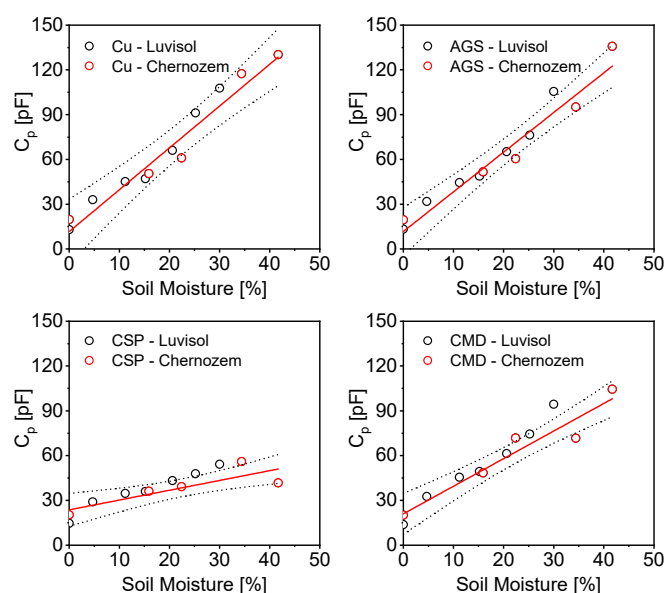 150
120
90
60
30
0
C_p [pF]
Cu - Luvisol
Cu - Chernozem
0 10 20 30 40 50
Soil Moisture [%]
150
120
90
60
30
0
C_p [pF]
AGS - Luvisol
AGS - Chernozem
0 10 20 30 40 50
Soil Moisture [%]
150
120
90
60
30
0
C_p [pF]
CSP - Luvisol
CSP - Chernozem
0 10 20 30 40 50
Soil Moisture [%]
150
120
90
60
30
0
C_p [pF]
CMD - Luvisol
CMD - Chernozem
0 10 20 30 40 50
Soil Moisture [%]